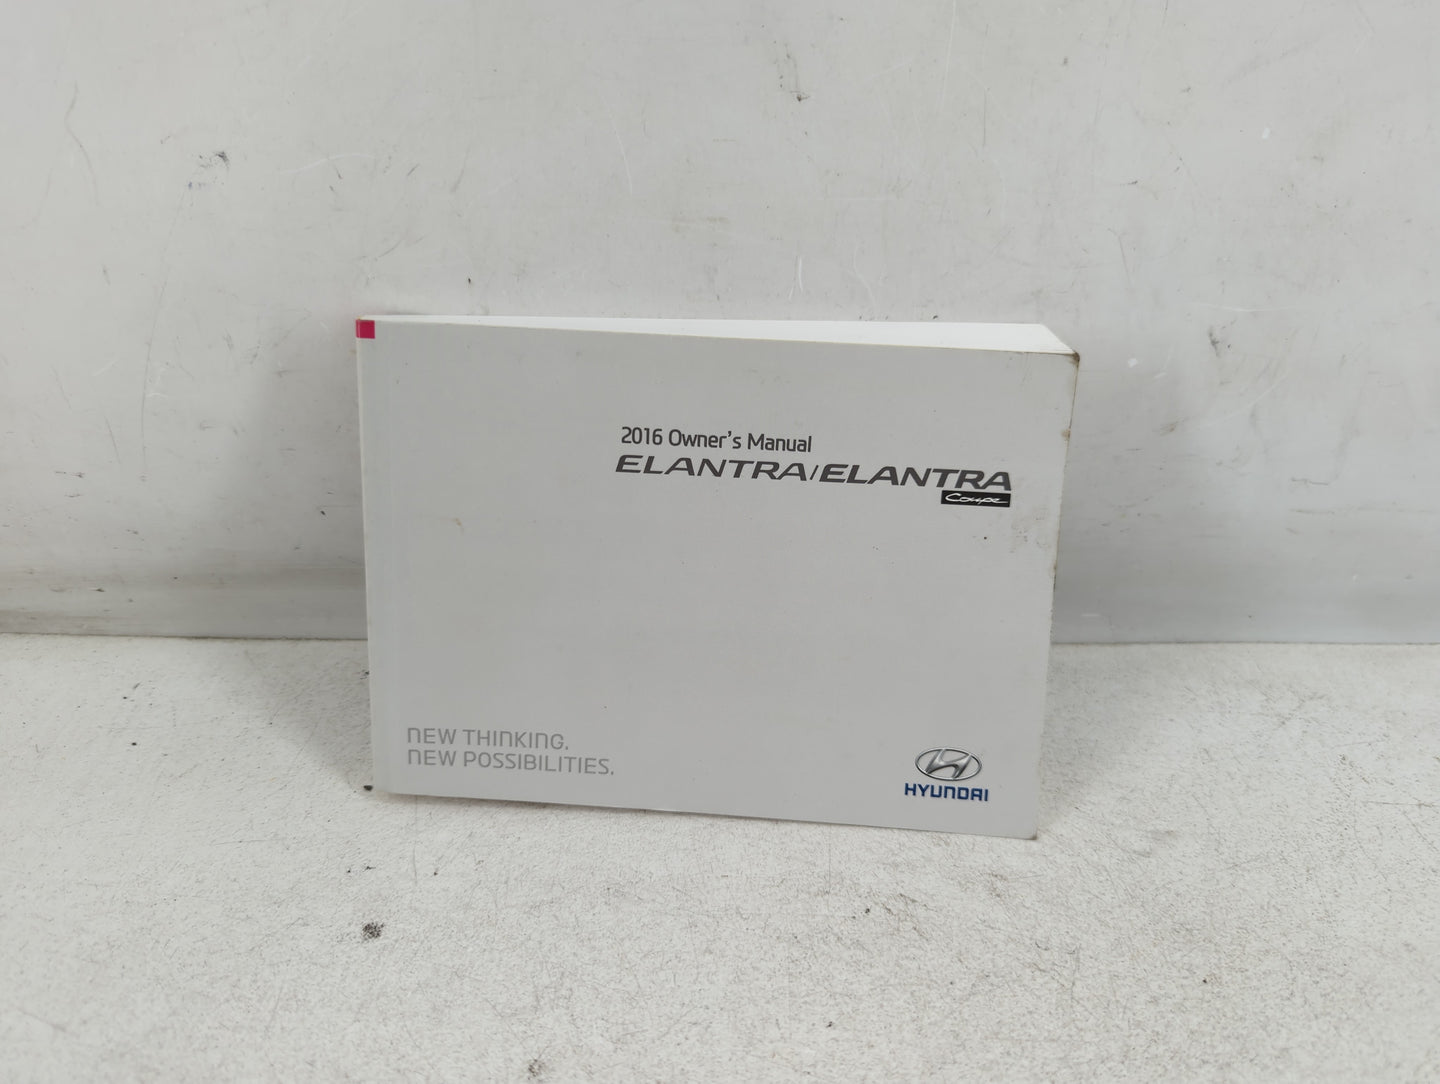 2016 Owner's Manual
ELANTRA/ELANTRA
Coupe
NEW THINKING.
NEW POSSIBILITIES.
HYUNDAI